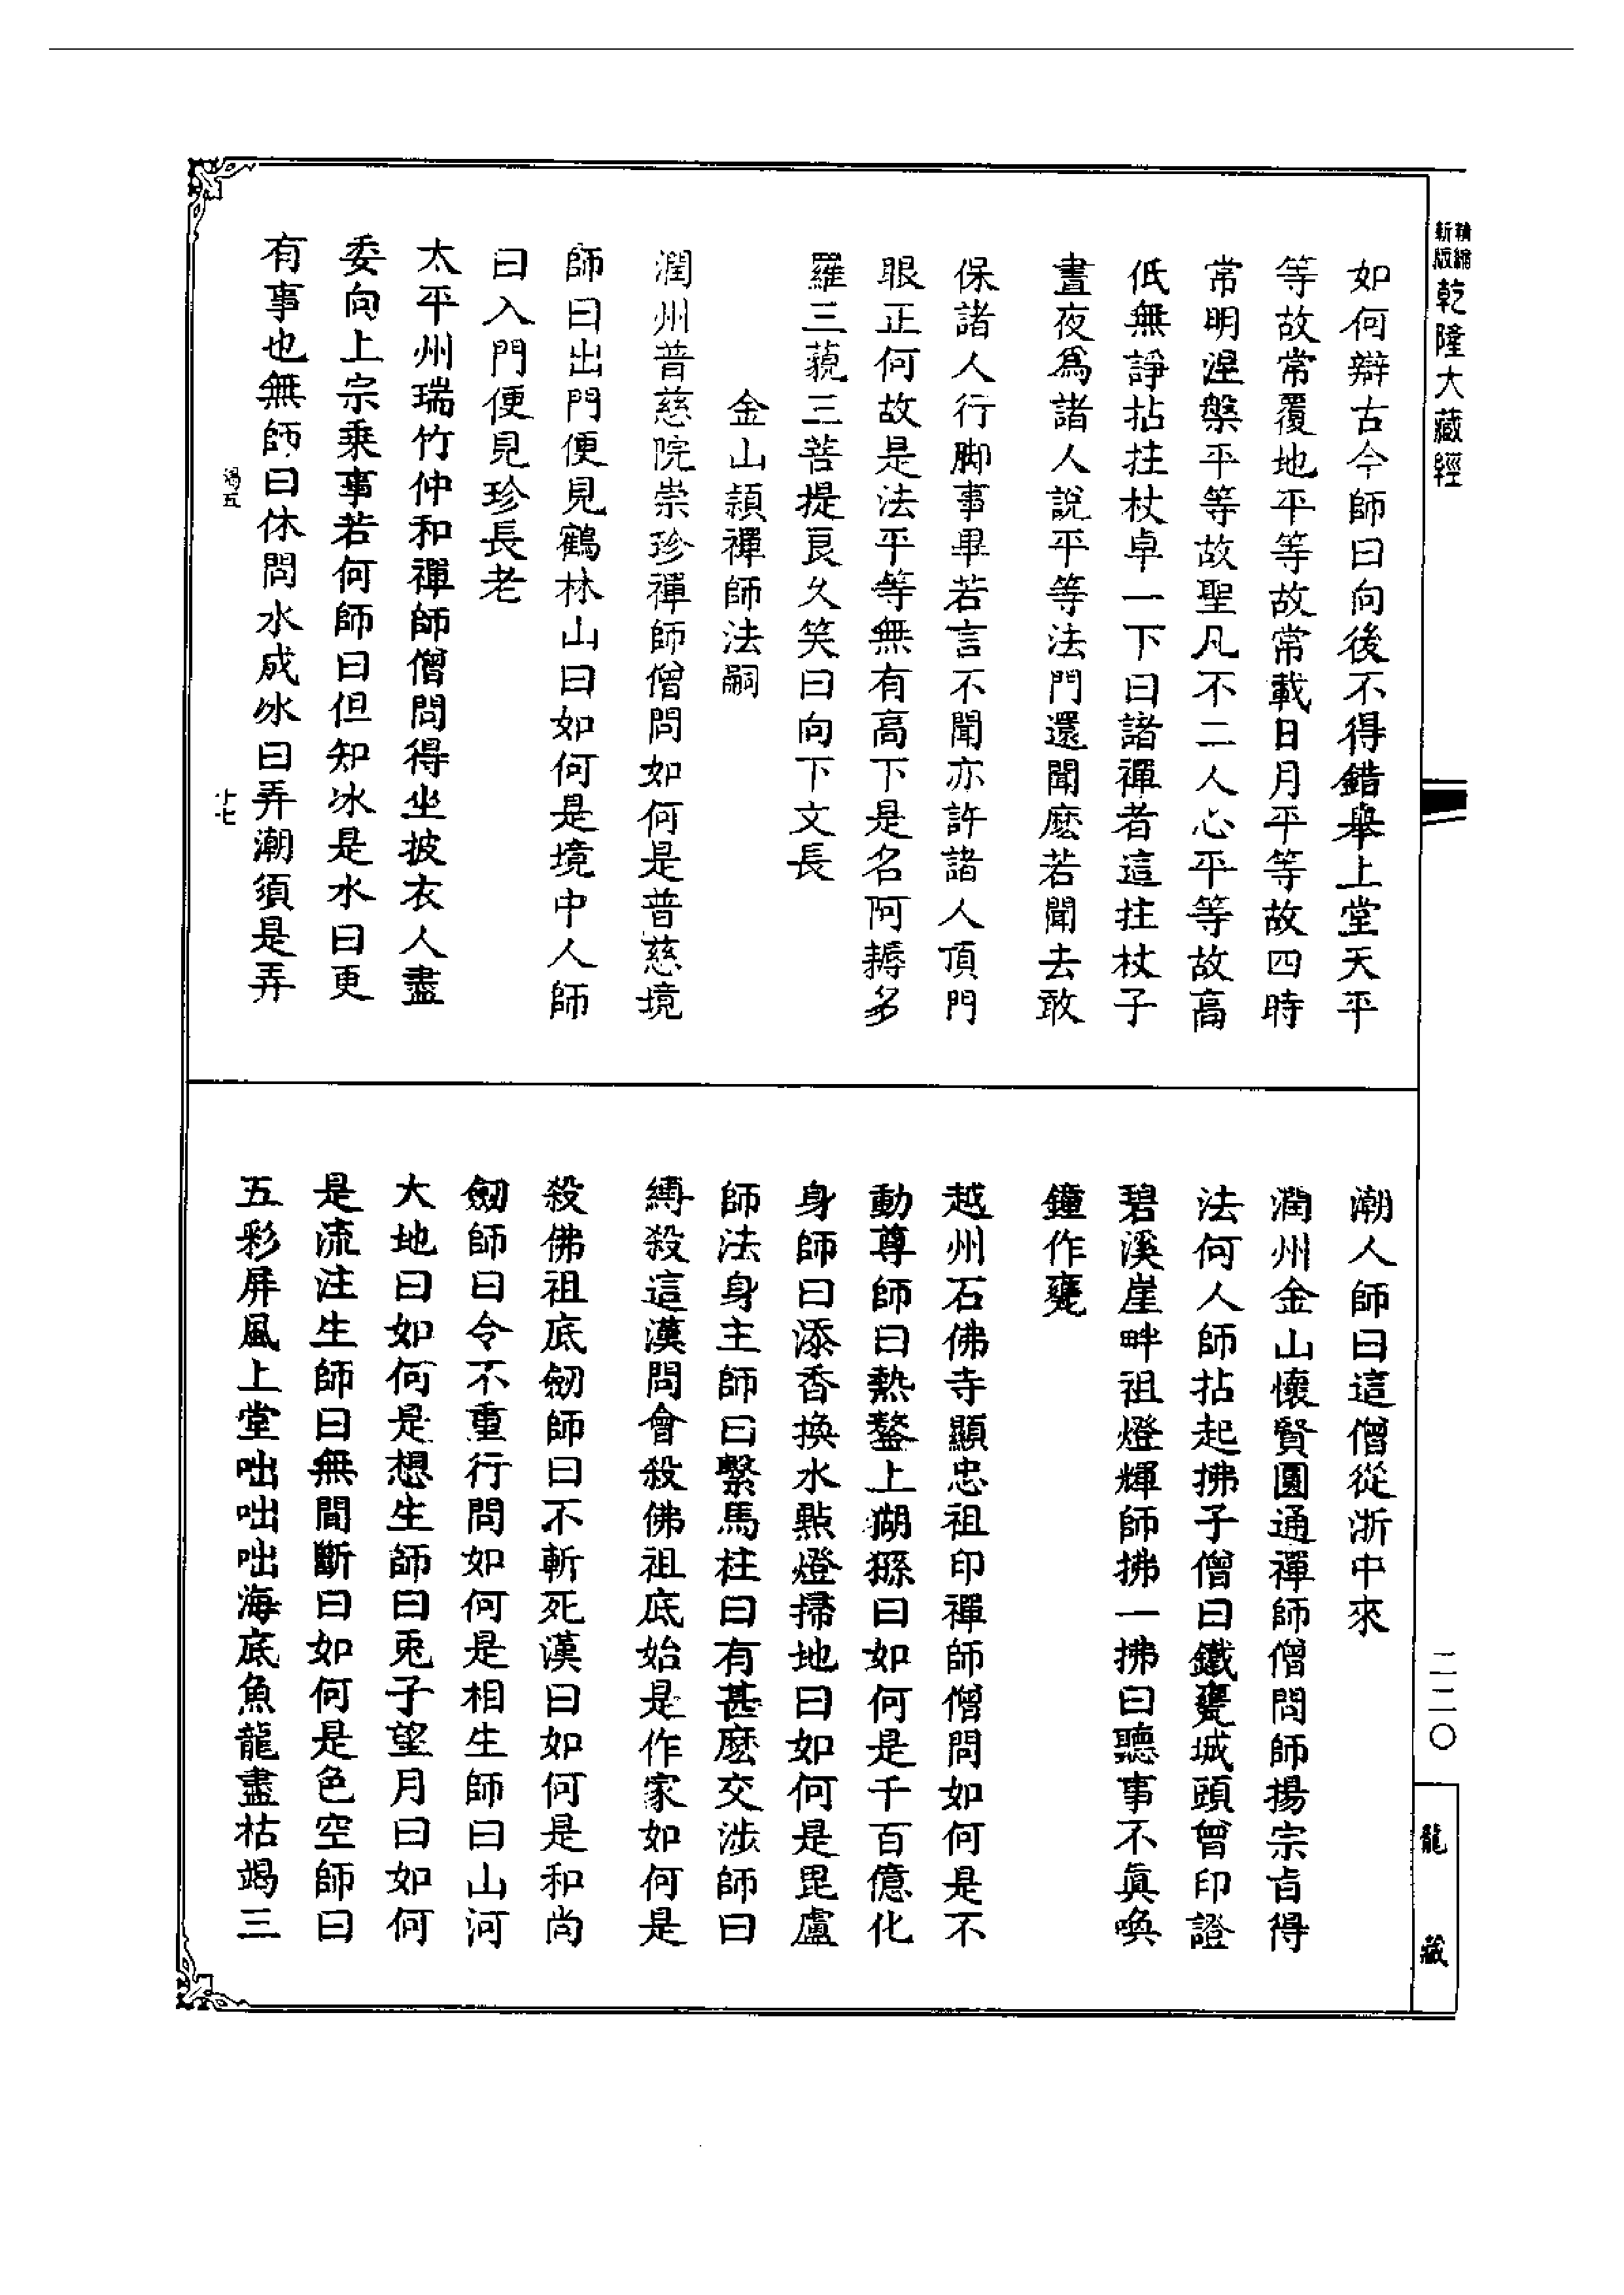 新編縮版
乾隆大藏經
如何辯古今師曰向後不得錯舉上堂天平
等故常覆地平等故常載日月平等故四時
常明涅槃平等故聖凡不二人心平等故高
低無諍拈拄杖卓一下曰諸禪者這拄杖子
晝夜為諸人說平等法門還聞麽若聞去敢
保諸人行脚事畢若言不聞亦許諸人頂門
眼正何故是法平等無有高下是名阿耨多
羅三藐三菩提良久笑曰向下文長
金山頴禪師法嗣
潤州普慈院崇珍禪師僧問如何是普慈境
師曰出門便見鶴林山曰如何是境中人師
曰入門便見珍長老
太平州瑞竹仲和禪師僧問得坐披衣人盡
委向上宗乘事若何師曰但知冰是水曰更
有事也無師曰休問水成冰曰弄潮須是弄
竭五
十七
潮人師曰這僧從浙中來
潤州金山懷賢圓通禪師僧問師揚宗旨得
法何人師拈起拂子僧曰鐵甕城頭曾印證
碧溪崖畔祖燈輝師拂一拂曰聽事不真喚
鐘作甕
越州石佛寺顯忠祖印禪師僧問如何是不
動尊師曰熱鏊上猢猻曰如何是千百億化
身師曰添香換水點燈掃地曰如何是毘盧
師法身主師曰繫馬柱曰有甚麽交涉師曰
縛殺這漢問會殺佛祖底始是作家如何是
殺佛祖底劒師曰不斬死漢曰如何是和尚
劒師曰令不重行問如何是相生師曰山河
大地曰如何是想生師曰兎子望月曰如何
是流注生師曰無間斷曰如何是色空師曰
五彩屏風上堂咄咄咄海底魚龍盡枯竭三
二二〇
龍藏